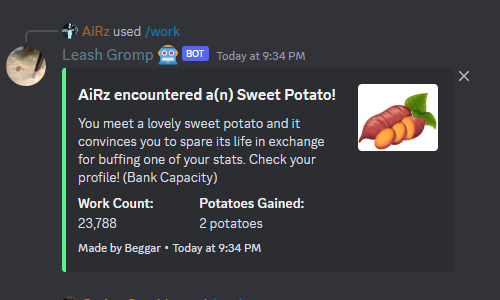 AiRz used /work
Leash Gromp BOT Today at 9:34 PM
AiRz encountered a(n) Sweet Potato!
You meet a lovely sweet potato and it
convinces you to spare its life in exchange
for buffing one of your stats. Check your
profile! (Bank Capacity)
Work Count: Potatoes Gained:
23,788 2 potatoes
Made by Beggar • Today at 9:34 PM